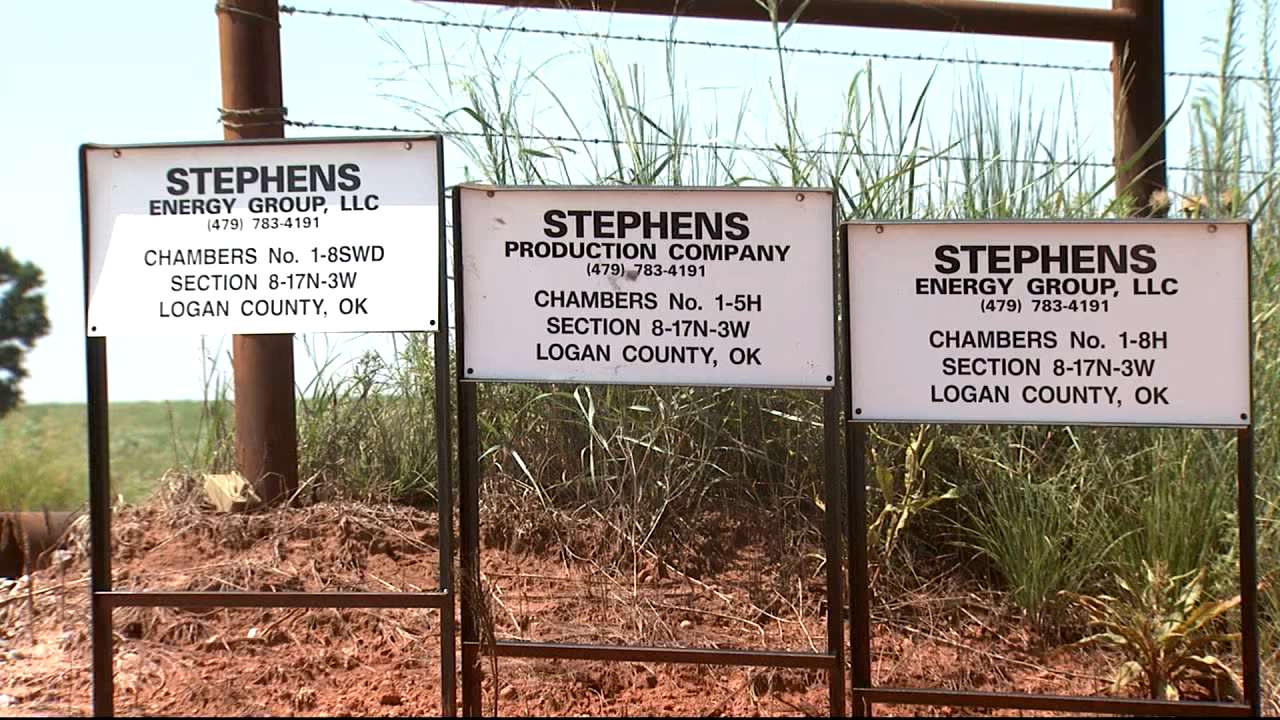 STEPHENS
ENERGY GROUP, LLC
(479) 783-4191
CHAMBERS No. 1-8SWD
SECTION 8-17N-3W
LOGAN COUNTY, OK
STEPHENS
PRODUCTION COMPANY
(479) 783-4191
CHAMBERS No. 1-5H
SECTION 8-17N-3W
LOGAN COUNTY, OK
STEPHENS
ENERGY GROUP, LLC
(479) 783-4191
CHAMBERS No. 1-8H
SECTION 8-17N-3W
LOGAN COUNTY, OK